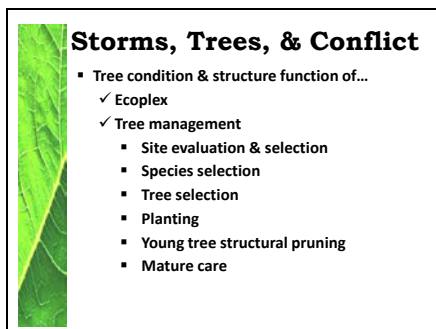 Storms, Trees, & Conflict
▪ Tree condition & structure function of…
✓ Ecoplex
✓ Tree management
▪ Site evaluation & selection
▪ Species selection
▪ Tree selection
▪ Planting
▪ Young tree structural pruning
▪ Mature care